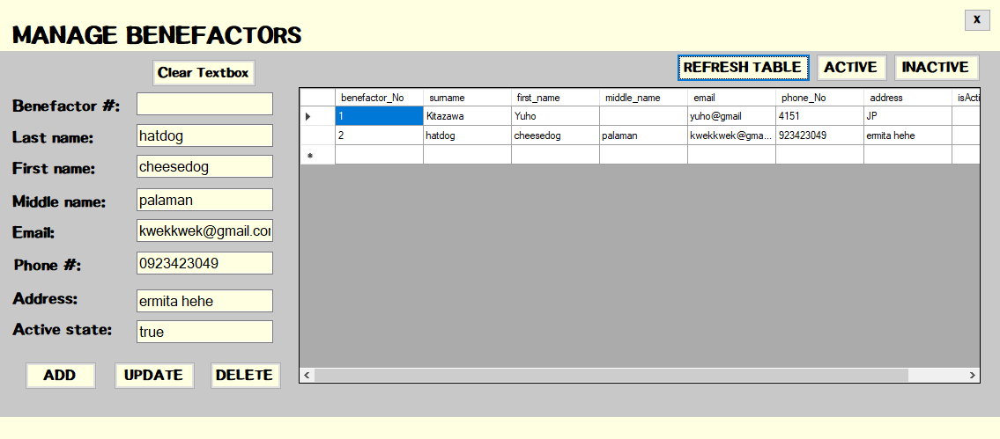 MANAGE BENEFACTORS
X
Clear Textbox
REFRESH TABLE ACTIVE INACTIVE
Benefactor #:
Last name: hatdog
First name: cheesedog
Middle name: palaman
Email: kwekkwek@gmail.com
Phone #: 0923423049
Address: ermita hehe
Active state: true
ADD UPDATE DELETE
benefactor_No surname first_name middle_name email phone_No address isActi
1 Kitazawa Yuho yuho@gmail 4151 JP
2 hatdog cheesedog palaman kwekkwek@gma... 923423049 ermita hehe